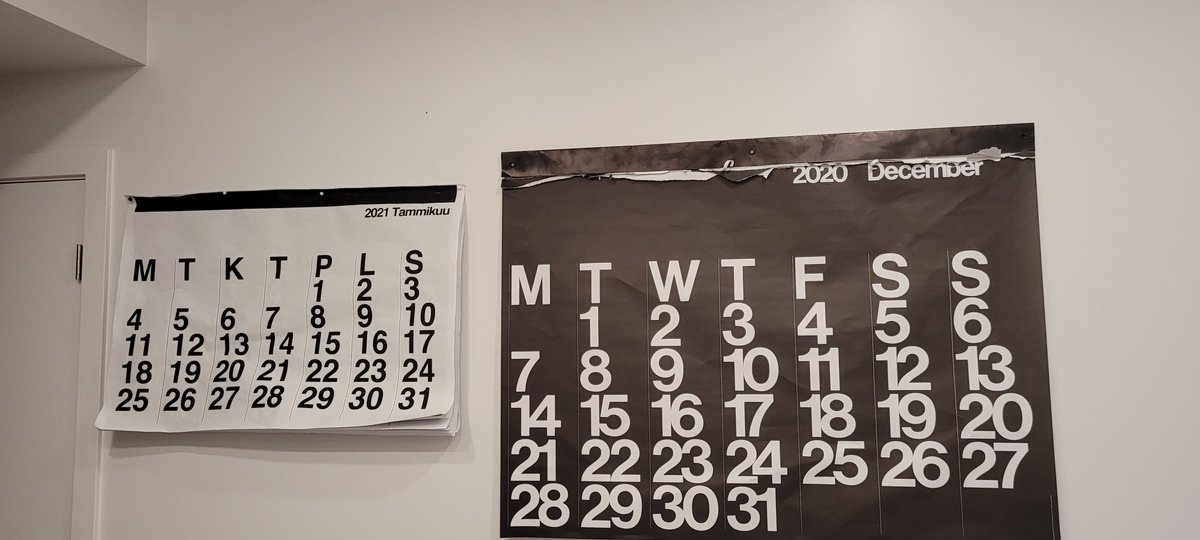 2021 Tammikuu
M T K T P L S
1 2 3
4 5 6 7 8 9 10
11 12 13 14 15 16 17
18 19 20 21 22 23 24
25 26 27 28 29 30 31
2020 December
M T W T F S S
1 2 3 4 5 6
7 8 9 10 11 12 13
14 15 16 17 18 19 20
21 22 23 24 25 26 27
28 29 30 31